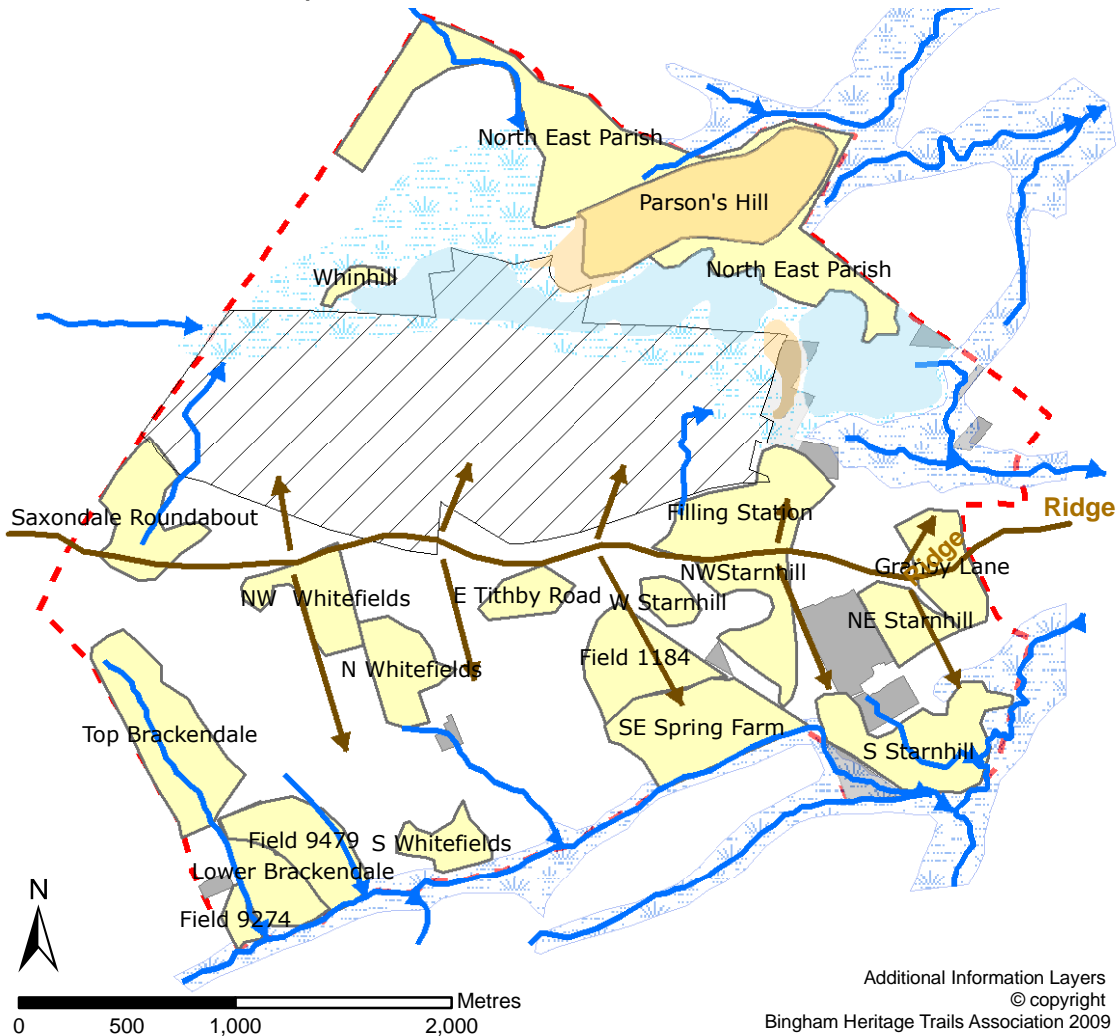 North East Parish
Parson's Hill
Whinhill
North East Parish
Saxondale Roundabout
Filling Station
Ridge
Ridge
NW Whitefields
E Tithby Road
W Starnhill
NWStarnhill
Granby Lane
NE Starnhill
N Whitefields
Field 1184
Top Brackendale
SE Spring Farm
S Starnhill
Field 9479
S Whitefields
Lower Brackendale
Field 9274
N
Metres
0
500
1,000
2,000
Additional Information Layers
© copyright
Bingham Heritage Trails Association 2009